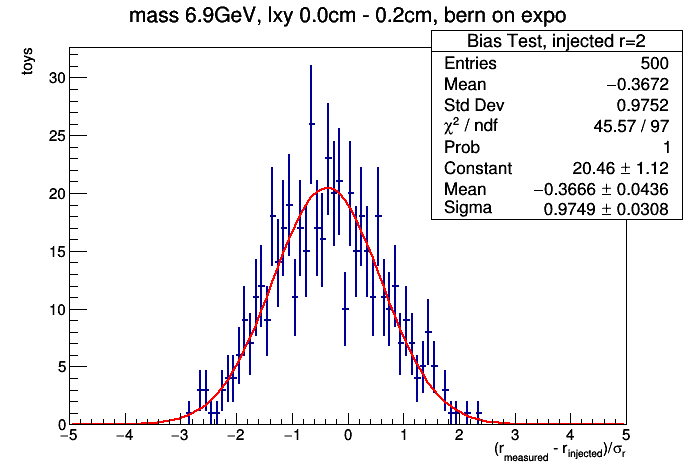 mass 6.9GeV, lxy 0.0cm - 0.2cm, bern on expo
Bias Test, injected r=2
Entries 500
Mean −0.3672
Std Dev 0.9752
χ² / ndf 45.57 / 97
Prob 1
Constant 20.46 ± 1.12
Mean −0.3666 ± 0.0436
Sigma 0.9749 ± 0.0308
toys
30
25
20
15
10
5
0
−5 −4 −3 −2 −1 0 1 2 3 4 5
(r_measured - r_injected)/σ_r